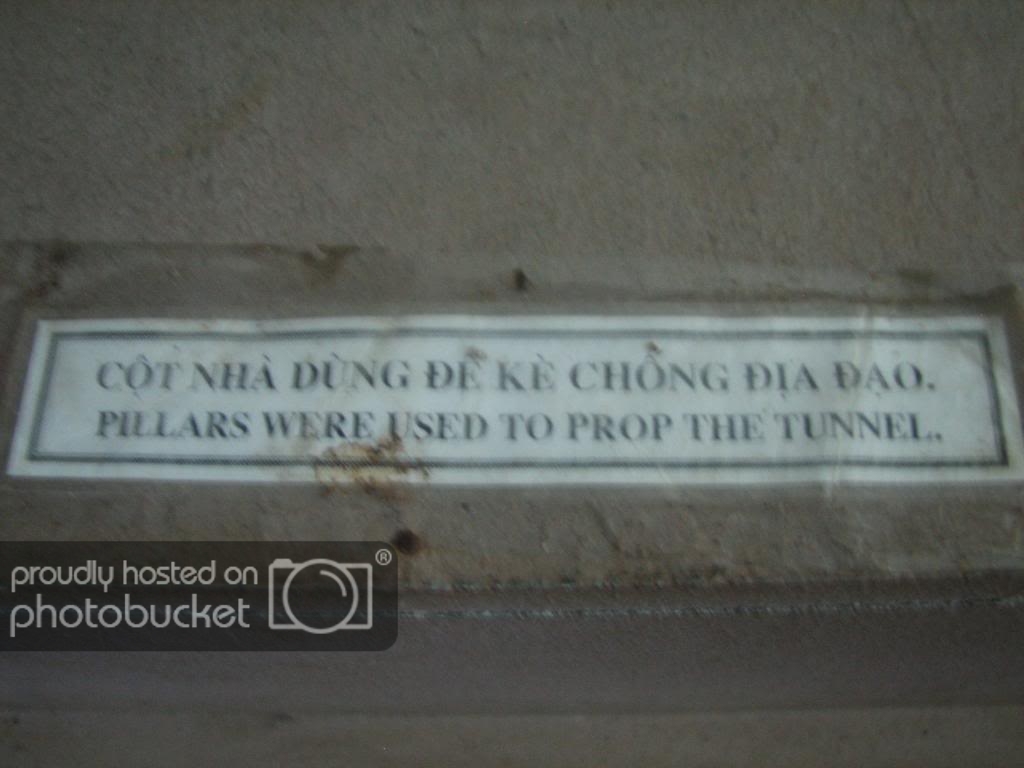 CỘT NHÀ DÙNG ĐỂ KÈ CHỐNG ĐỊA ĐẠO.
PILLARS WERE USED TO PROP THE TUNNEL.
proudly hosted on
photobucket®